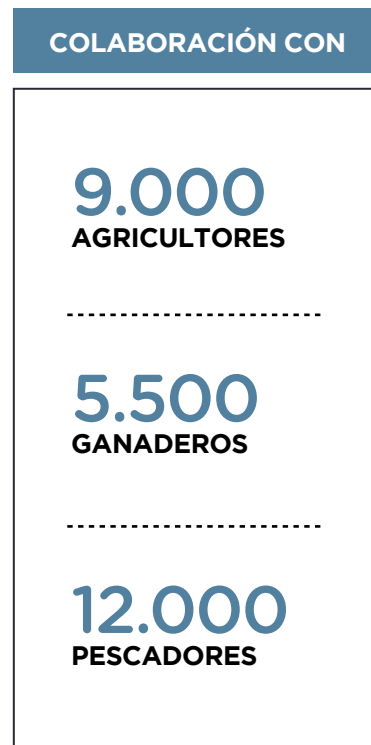 COLABORACIÓN CON
9.000
AGRICULTORES
5.500
GANADEROS
12.000
PESCADORES